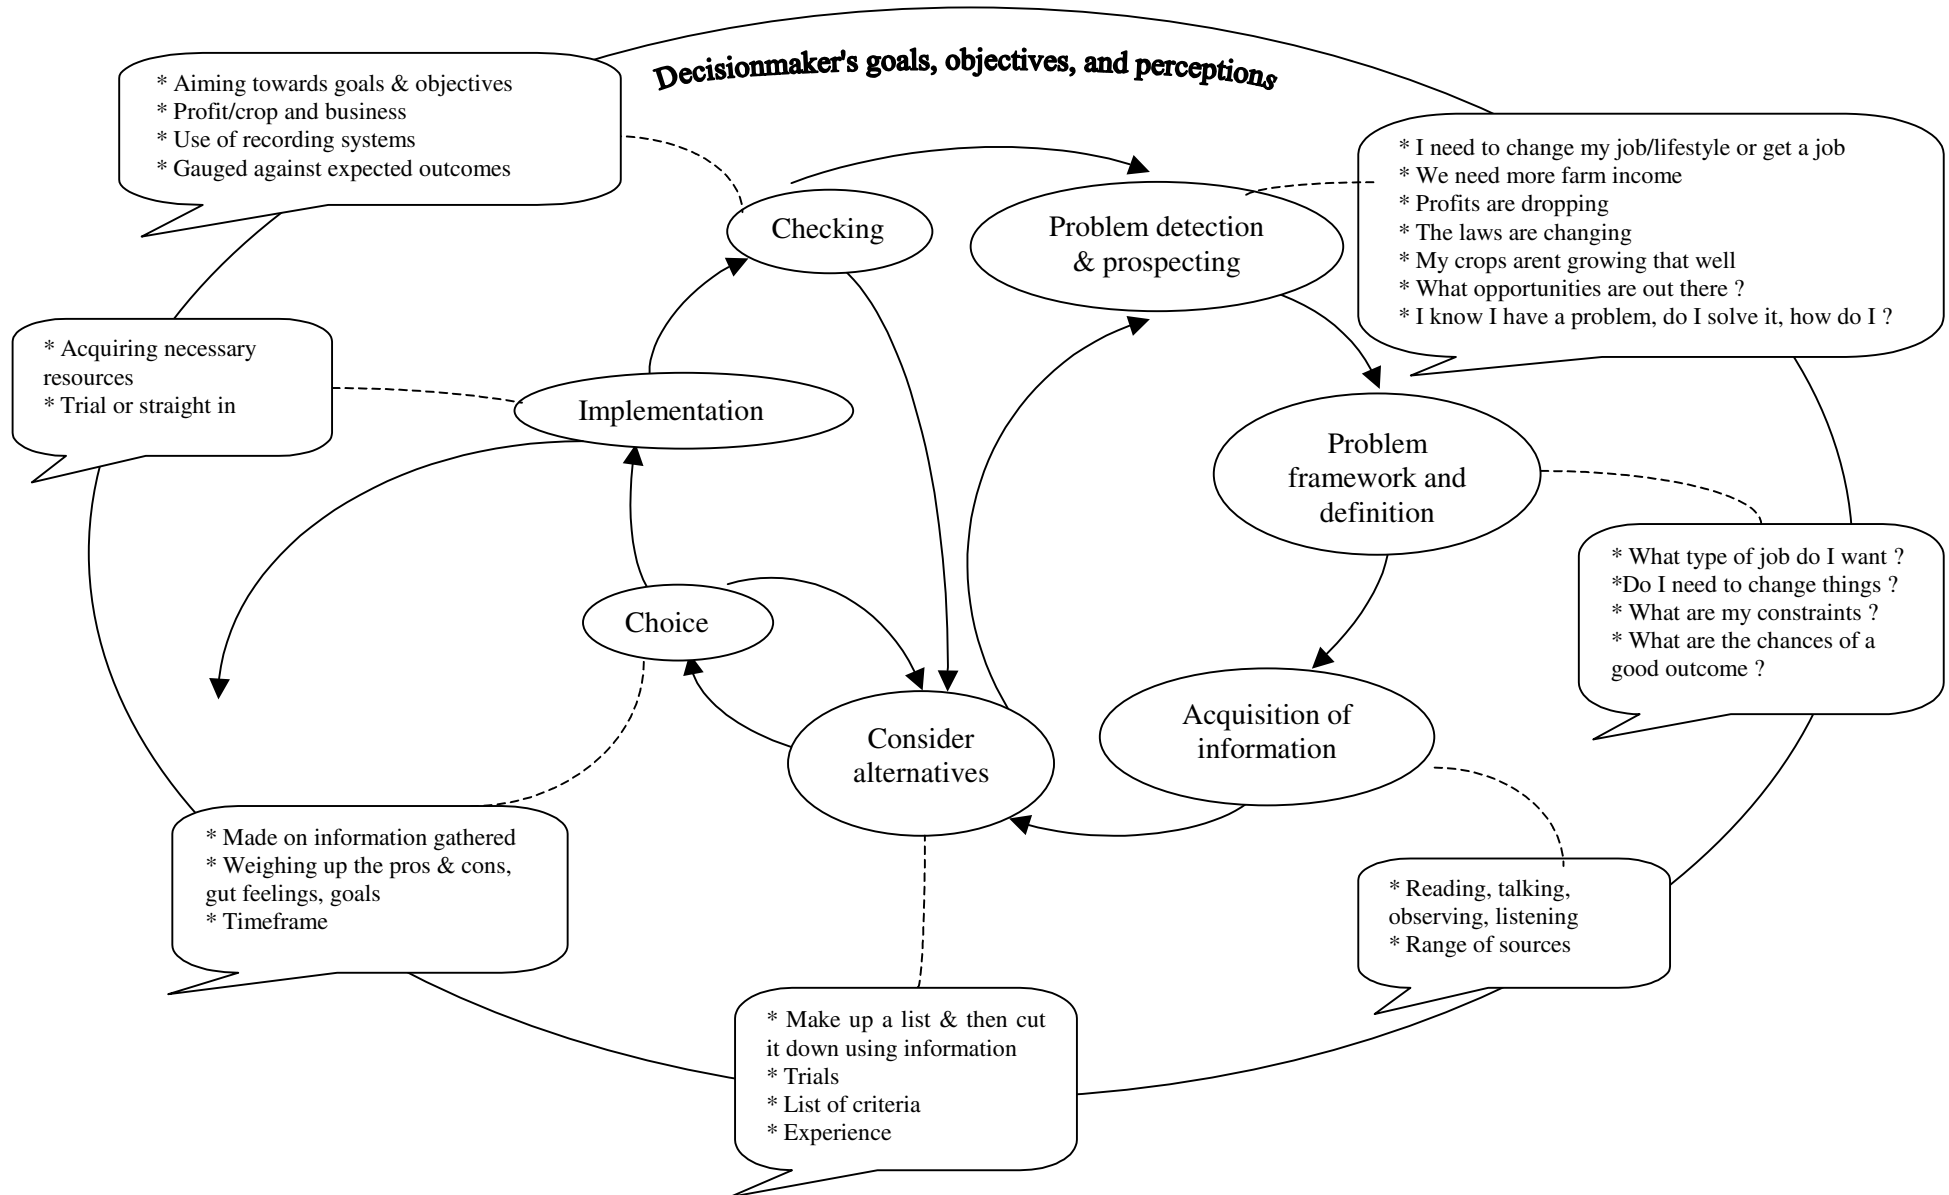 Decisionmaker's goals, objectives, and perceptions
* Aiming towards goals & objectives
* Profit/crop and business
* Use of recording systems
* Gauged against expected outcomes
* I need to change my job/lifestyle or get a job
* We need more farm income
* Profits are dropping
* The laws are changing
* My crops arent growing that well
* What opportunities are out there ?
* I know I have a problem, do I solve it, how do I ?
Checking
Problem detection
& prospecting
* Acquiring necessary
resources
* Trial or straight in
Implementation
Problem
framework and
definition
* What type of job do I want ?
*Do I need to change things ?
* What are my constraints ?
* What are the chances of a
good outcome ?
Choice
Consider
alternatives
Acquisition of
information
* Made on information gathered
* Weighing up the pros & cons,
gut feelings, goals
* Timeframe
* Reading, talking,
observing, listening
* Range of sources
* Make up a list & then cut
it down using information
* Trials
* List of criteria
* Experience